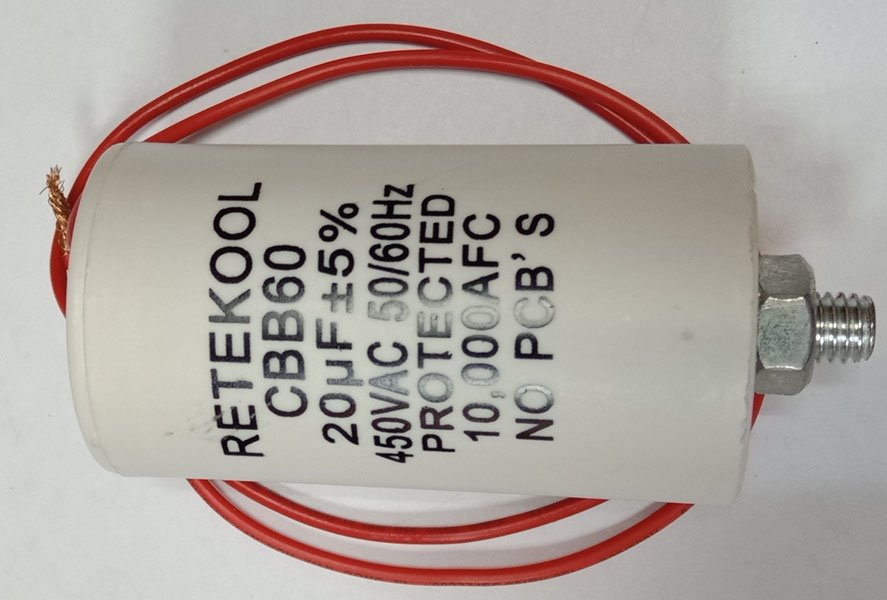 RETEKOOL
CBB60
20μF±5%
450VAC 50/60Hz
PROTECTED
10,000AFC
NO PCB'S